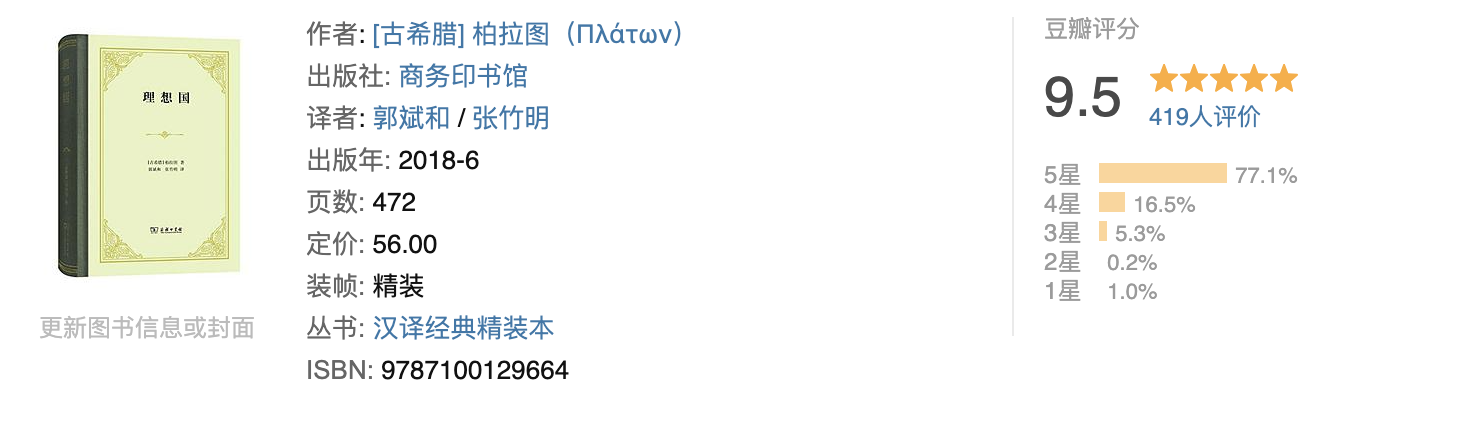 理想国
[古希腊]柏拉图 著
郭斌和 张竹明 译
商务印书馆
更新图书信息或封面
作者: [古希腊] 柏拉图（Πλάτων）
出版社: 商务印书馆
译者: 郭斌和 / 张竹明
出版年: 2018-6
页数: 472
定价: 56.00
装帧: 精装
丛书: 汉译经典精装本
ISBN: 9787100129664
豆瓣评分
9.5
419人评价
5星 77.1%
4星 16.5%
3星 5.3%
2星 0.2%
1星 1.0%